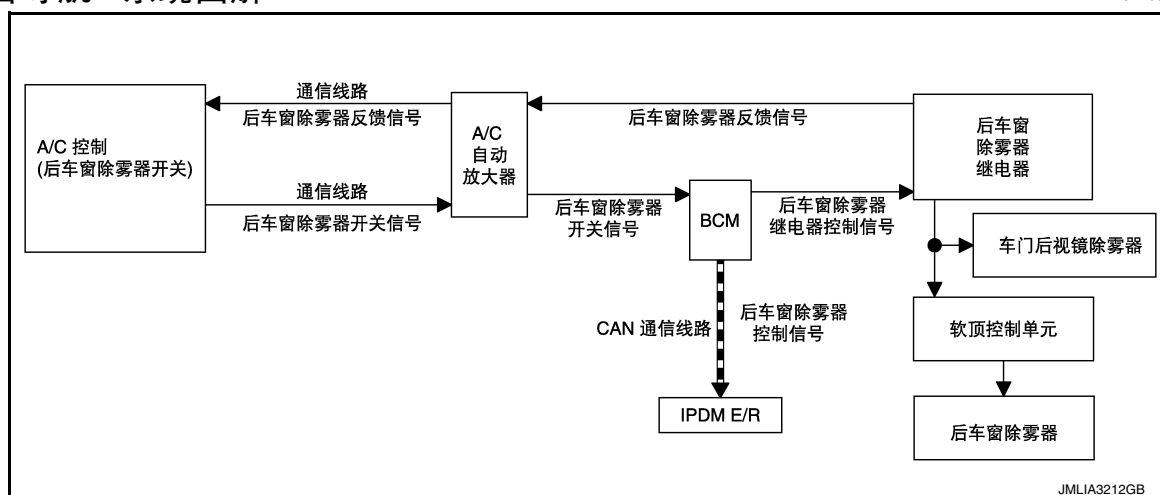 通信线路
后车窗除雾器反馈信号
后车窗除雾器反馈信号
A/C 控制
(后车窗除雾器开关)
A/C
自动
放大器
后车窗
除雾器
继电器
通信线路
后车窗除雾器开关信号
后车窗除雾器
开关信号
BCM
后车窗除雾器
继电器控制信号
车门后视镜除雾器
CAN 通信线路
后车窗除雾器
控制信号
软顶控制单元
IPDM E/R
后车窗除雾器
JMLIA3212GB